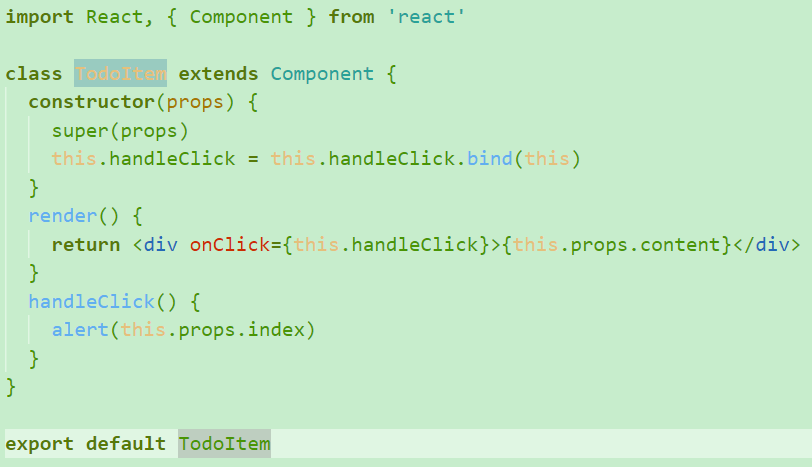 import React, { Component } from 'react'
class TodoItem extends Component {
constructor(props) {
super(props)
this.handleClick = this.handleClick.bind(this)
}
render() {
return <div onClick={this.handleClick}>{this.props.content}</div>
}
handleClick() {
alert(this.props.index)
}
}
export default TodoItem